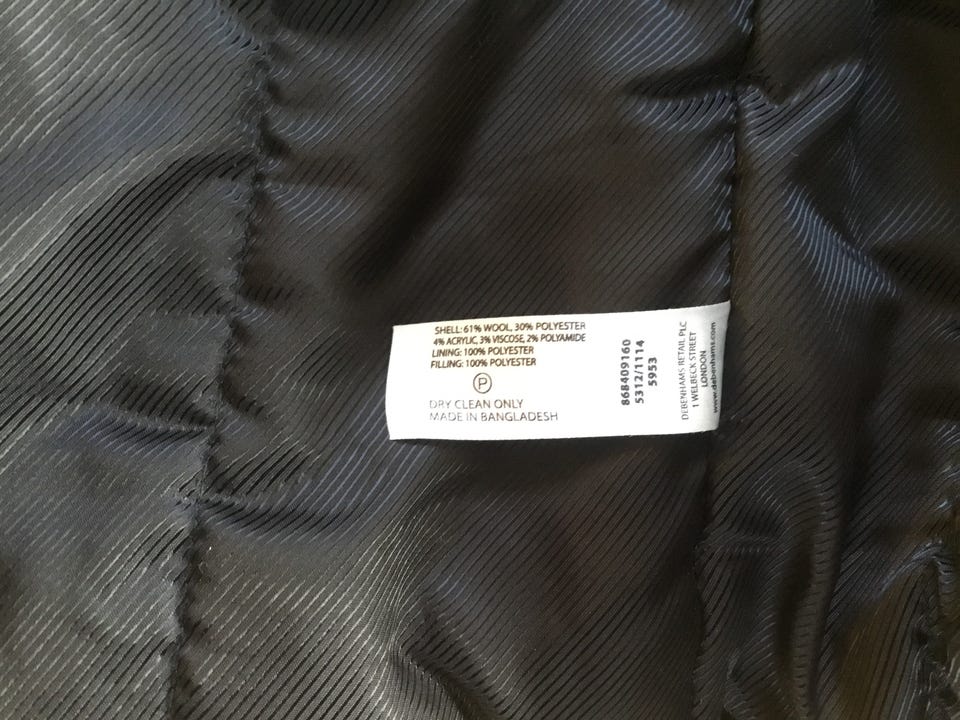 SHELL: 61% WOOL, 30% POLYESTER
4% ACRYLIC, 3% VISCOSE, 2% POLYAMIDE
LINING: 100% POLYESTER
FILLING: 100% POLYESTER
P
DRY CLEAN ONLY
MADE IN BANGLADESH
868409160
5312/1114
5953
DEBENHAMS RETAIL PLC
1 WELBECK STREET
LONDON
www.debenhams.com